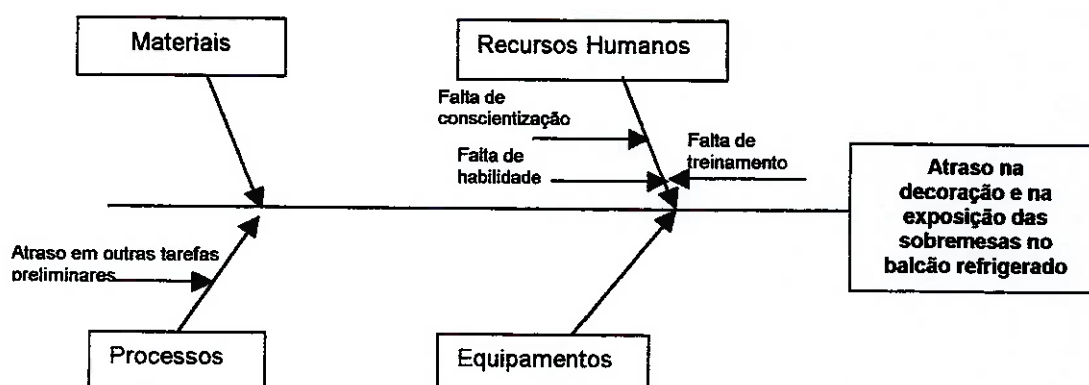 Materiais
Recursos Humanos
Falta de
conscientização
Falta de
habilidade
Falta de
treinamento
Atraso na
decoração e na
exposição das
sobremesas no
balcão refrigerado
Atraso em outras tarefas
preliminares
Processos
Equipamentos